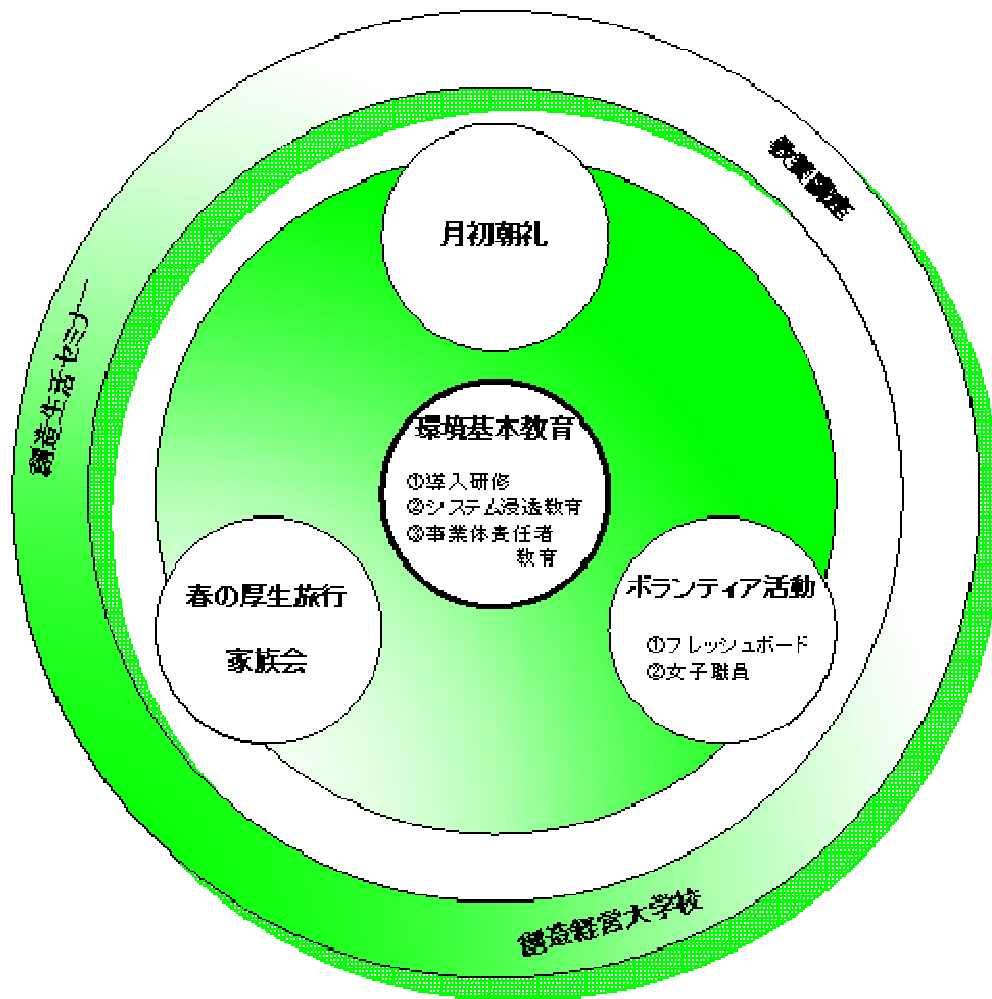 教養講座
月初朝礼
創造生活セミナー
環境基本教育
①導入研修
②システム浸透教育
③事業体責任者
教育
春の厚生旅行
家族会
ボランティア活動
①フレッシュボード
②女子職員
創造経営大学校